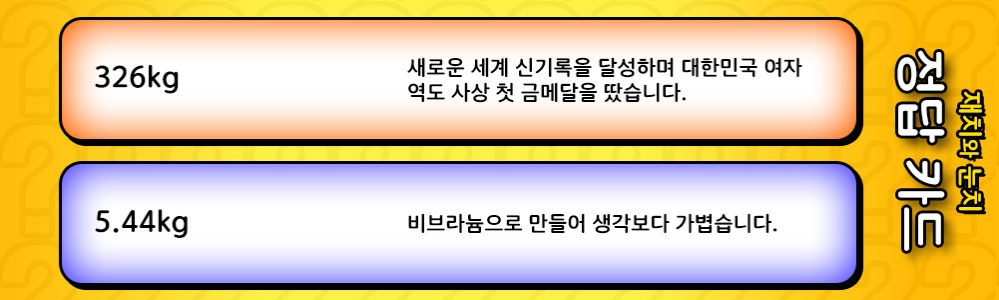 326kg
새로운 세계 신기록을 달성하며 대한민국 여자
역도 사상 첫 금메달을 땄습니다.
5.44kg
비브라늄으로 만들어 생각보다 가볍습니다.
재치와 눈치
정답 카드